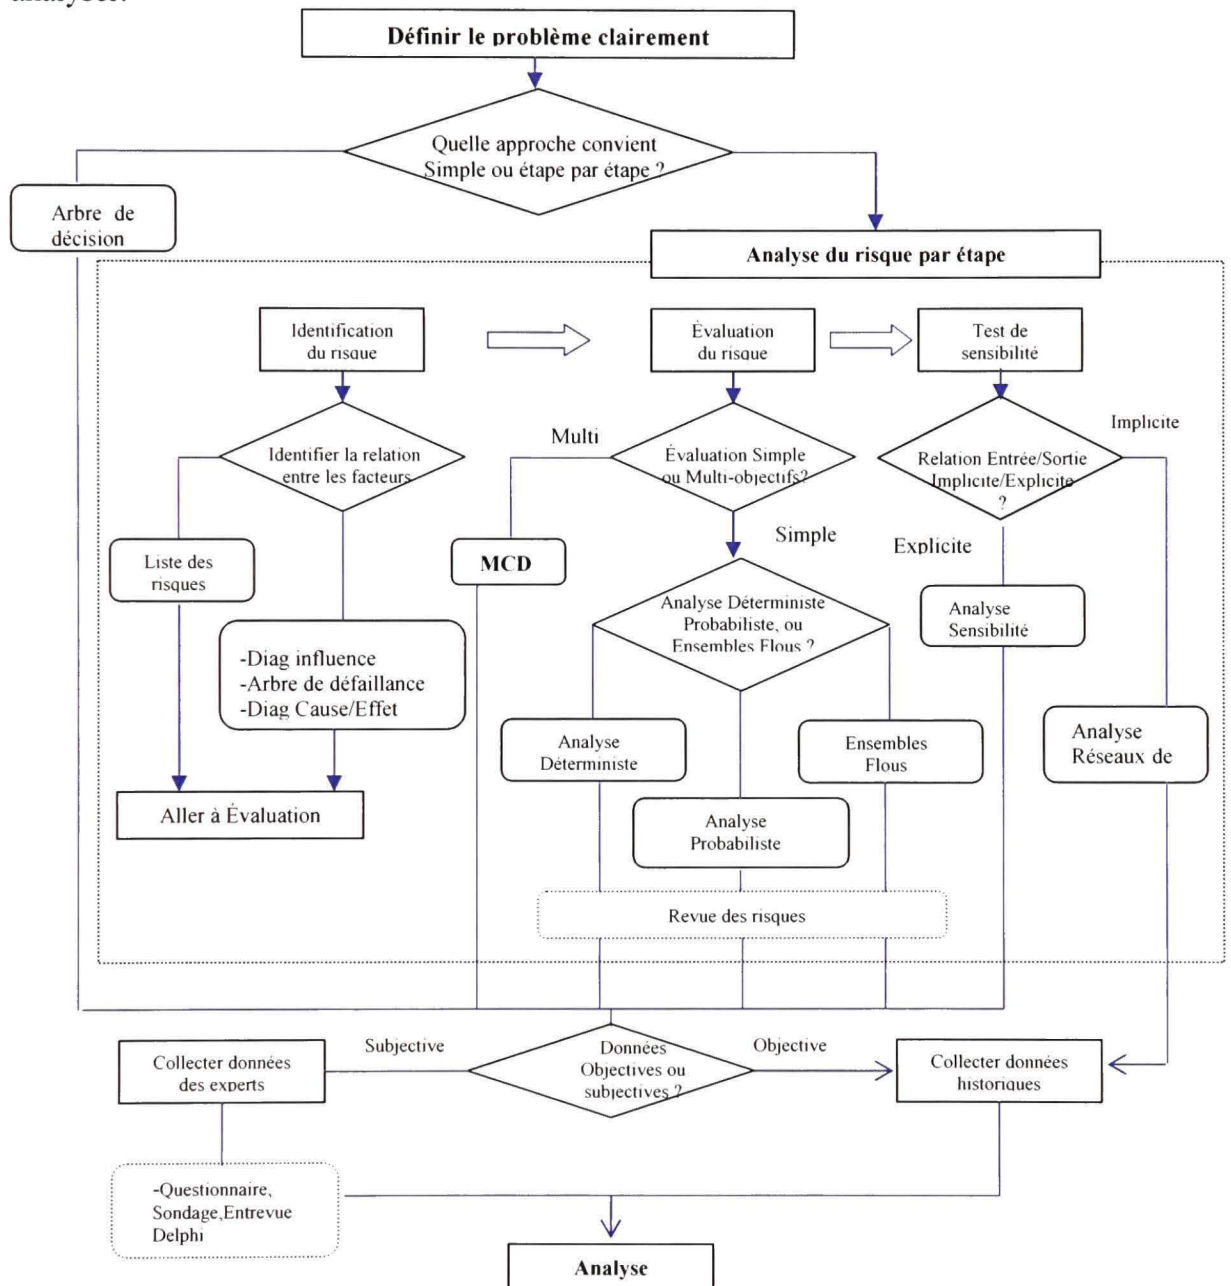 Définir le problème clairement
Quelle approche convient
Simple ou étape par étape ?
Arbre de
décision
Analyse du risque par étape
Identification
du risque
Évaluation
du risque
Test de
sensibilité
Identifier la relation
entre les facteurs
Multi
Évaluation Simple
ou Multi-objectifs?
Implicite
Relation Entrée/Sortie
Implicite/Explicite
?
Simple
Explicite
Liste des
risques
MCD
Analyse Déterministe
Probabiliste, ou
Ensembles Flous ?
Analyse
Sensibilité
-Diag influence
-Arbre de défaillance
-Diag Cause/Effet
Analyse
Déterministe
Ensembles
Flous
Analyse
Réseaux de
Aller à Évaluation
Analyse
Probabiliste
Revue des risques
Collecter données
des experts
Subjective
Données
Objectives ou
subjectives ?
Objective
Collecter données
historiques
-Questionnaire,
Sondage,Entrevue
Delphi
Analyse